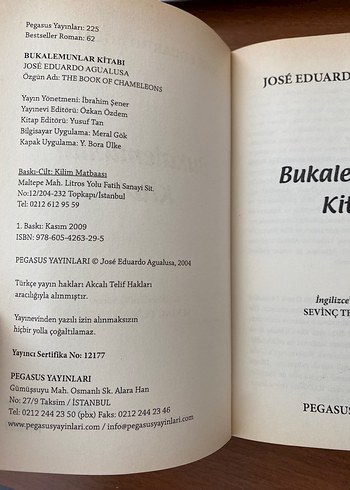 Pegasus Yayınları: 225
Bestseller Roman: 62
BUKALEMUNLAR KİTABI
JOSÉ EDUARDO AGUALUSA
Özgün Adı: THE BOOK OF CHAMELEONS
Yayın Yönetmeni: İbrahim Şener
Yayınevi Editörü: Özkan Özdem
Kitap Editörü: Yusuf Tan
Bilgisayar Uygulama: Meral Gök
Kapak Uygulama: Y. Bora Ülke
Baskı-Cilt: Kilim Matbaası
Maltepe Mah. Litros Yolu Fatih Sanayi Sit.
No:12/204-232 Topkapı/İstanbul
Tel: 0212 612 95 59
1. Baskı: Kasım 2009
ISBN: 978-605-4263-29-5
PEGASUS YAYINLARI © José Eduardo Agualusa, 2004
Türkçe yayın hakları Akcalı Telif Hakları
aracılığıyla alınmıştır.
Yayınevinden yazılı izin alınmaksızın
hiçbir yolla çoğaltılamaz.
Yayıncı Sertifika No: 12177
PEGASUS YAYINLARI
Gümüşsuyu Mah. Osmanlı Sk. Alara Han
No: 27/9 Taksim / İSTANBUL
Tel: 0212 244 23 50 (pbx) Faks: 0212 244 23 46
www.pegasusyayinlari.com / info@pegasusyayinlari.com
JOSÉ EDUARD
Bukale
Kit
İngilizce
SEVİNÇ TE
PEGASU